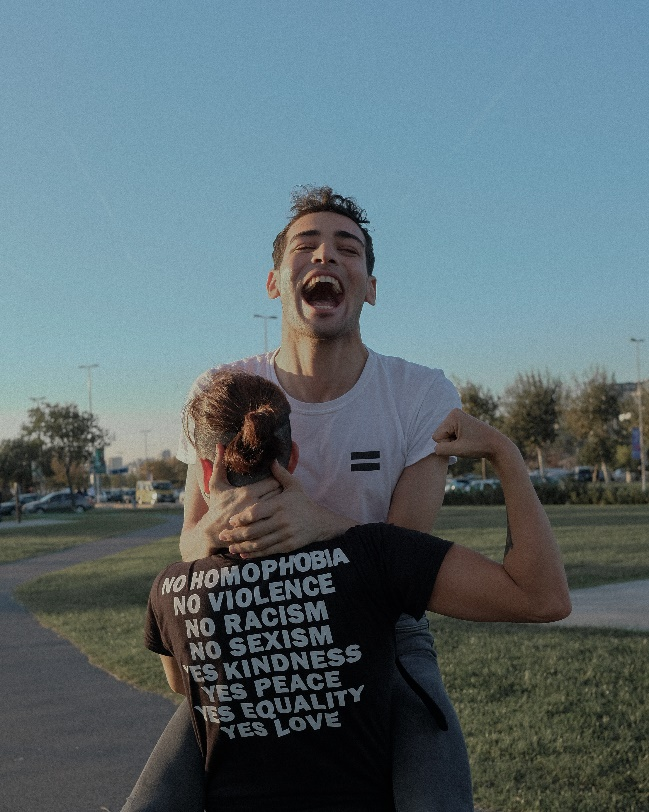 NO HOMOPHOBIA
NO VIOLENCE
NO RACISM
NO SEXISM
YES KINDNESS
YES PEACE
YES EQUALITY
YES LOVE